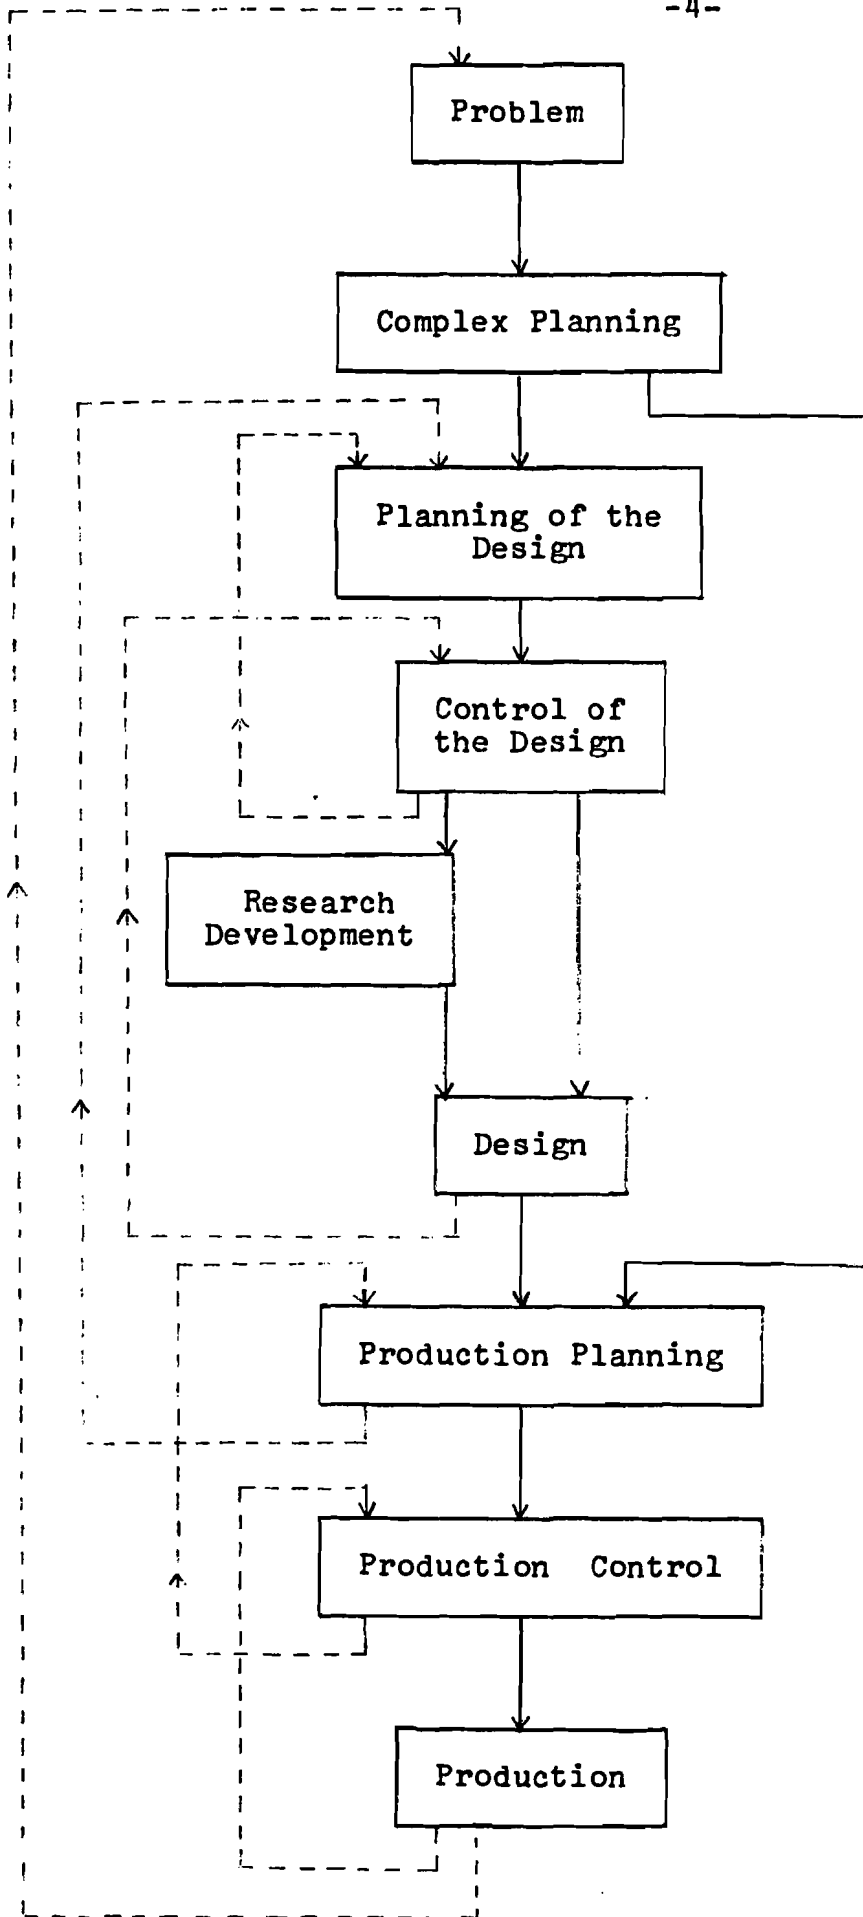 -4-
Problem
Complex Planning
Planning of the
Design
Control of
the Design
Research
Development
Design
Production Planning
Production Control
Production